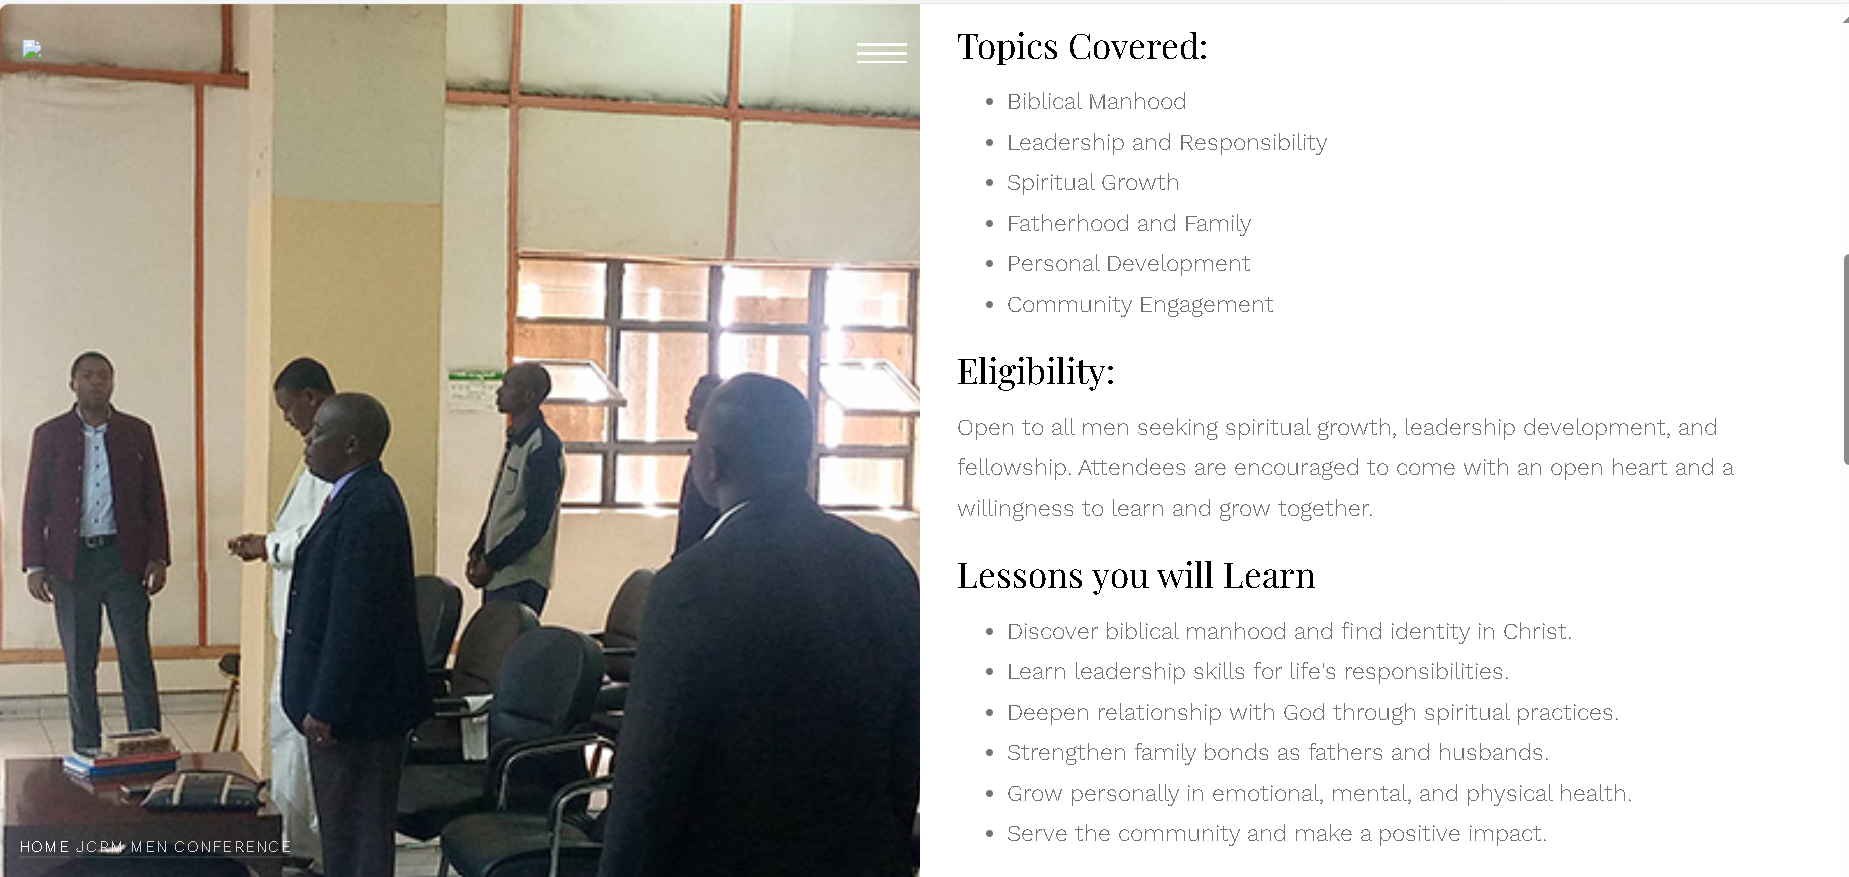 Topics Covered:
Biblical Manhood
Leadership and Responsibility
Spiritual Growth
Fatherhood and Family
Personal Development
Community Engagement
Eligibility:
Open to all men seeking spiritual growth, leadership development, and
fellowship. Attendees are encouraged to come with an open heart and a
willingness to learn and grow together.
Lessons you will Learn
Discover biblical manhood and find identity in Christ.
Learn leadership skills for life's responsibilities.
Deepen relationship with God through spiritual practices.
Strengthen family bonds as fathers and husbands.
Grow personally in emotional, mental, and physical health.
Serve the community and make a positive impact.
HOME JCRM MEN CONFERENCE